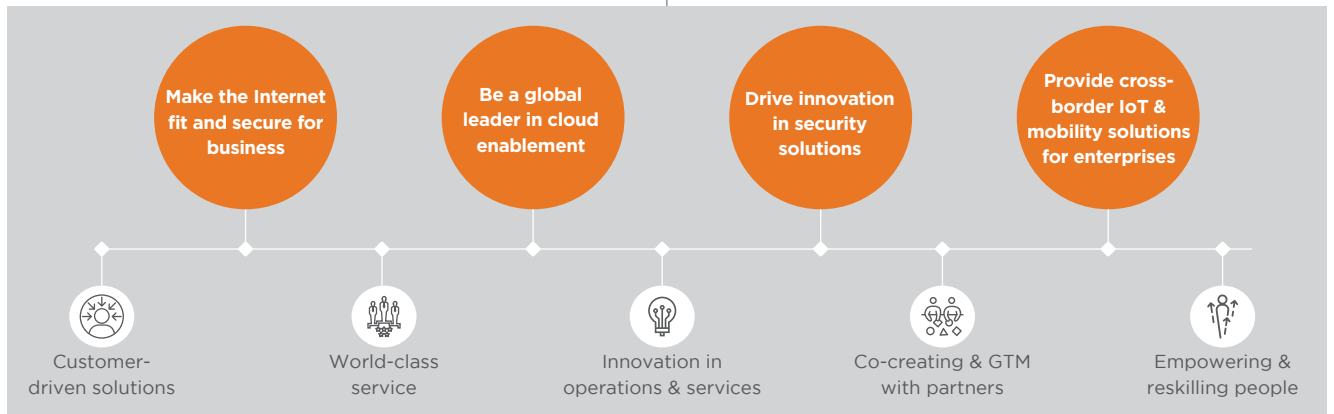 Make the Internet
fit and secure for
business
Be a global
leader in cloud
enablement
Drive innovation
in security
solutions
Provide cross-
border IoT &
mobility solutions
for enterprises
Customer-
driven solutions
World-class
service
Innovation in
operations & services
Co-creating & GTM
with partners
Empowering &
reskilling people